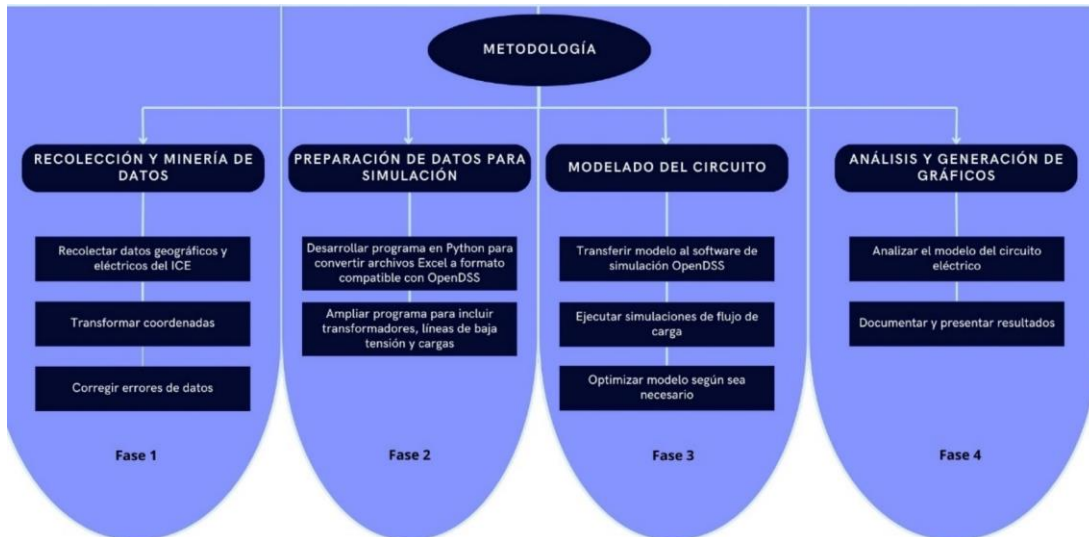 METODOLOGÍA
RECOLECCIÓN Y MINERÍA DE
DATOS
Recolectar datos geográficos y
eléctricos del ICE
Transformar coordenadas
Corregir errores de datos
Fase 1
PREPARACIÓN DE DATOS PARA
SIMULACIÓN
Desarrollar programa en Python para
convertir archivos Excel a formato
compatible con OpenDSS
Ampliar programa para incluir
transformadores, líneas de baja
tensión y cargas
Fase 2
MODELADO DEL CIRCUITO
Transferir modelo al software de
simulación OpenDSS
Ejecutar simulaciones de flujo de
carga
Optimizar modelo según sea
necesario
Fase 3
ANÁLISIS Y GENERACIÓN DE
GRÁFICOS
Analizar el modelo del circuito
eléctrico
Documentar y presentar resultados
Fase 4